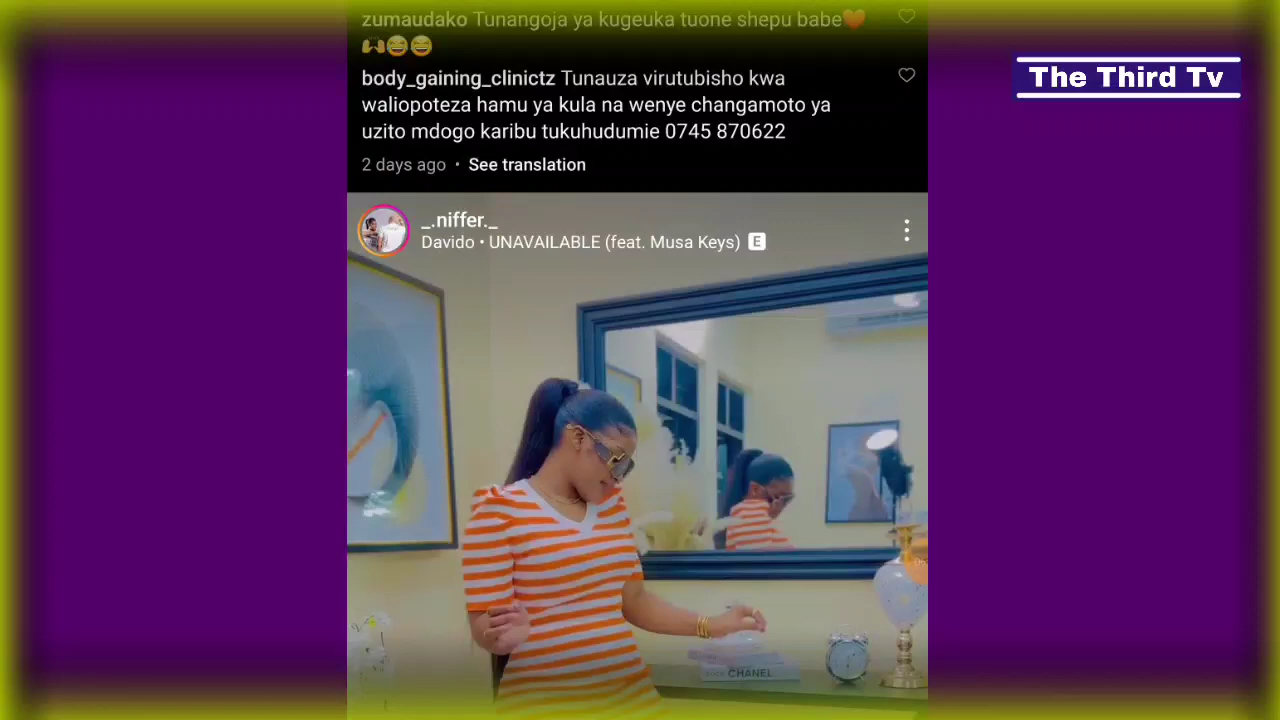 zumaudako Tunangoja ya kugeuka tuone shepu babe🧡
🙌😂😂
body_gaining_clinictz Tunauza virutubisho kwa
waliopoteza hamu ya kula na wenye changamoto ya
uzito mdogo karibu tukuhudumie 0745 870622
2 days ago • See translation
The Third Tv
_.niffer._
Davido • UNAVAILABLE (feat. Musa Keys) E
CHANEL